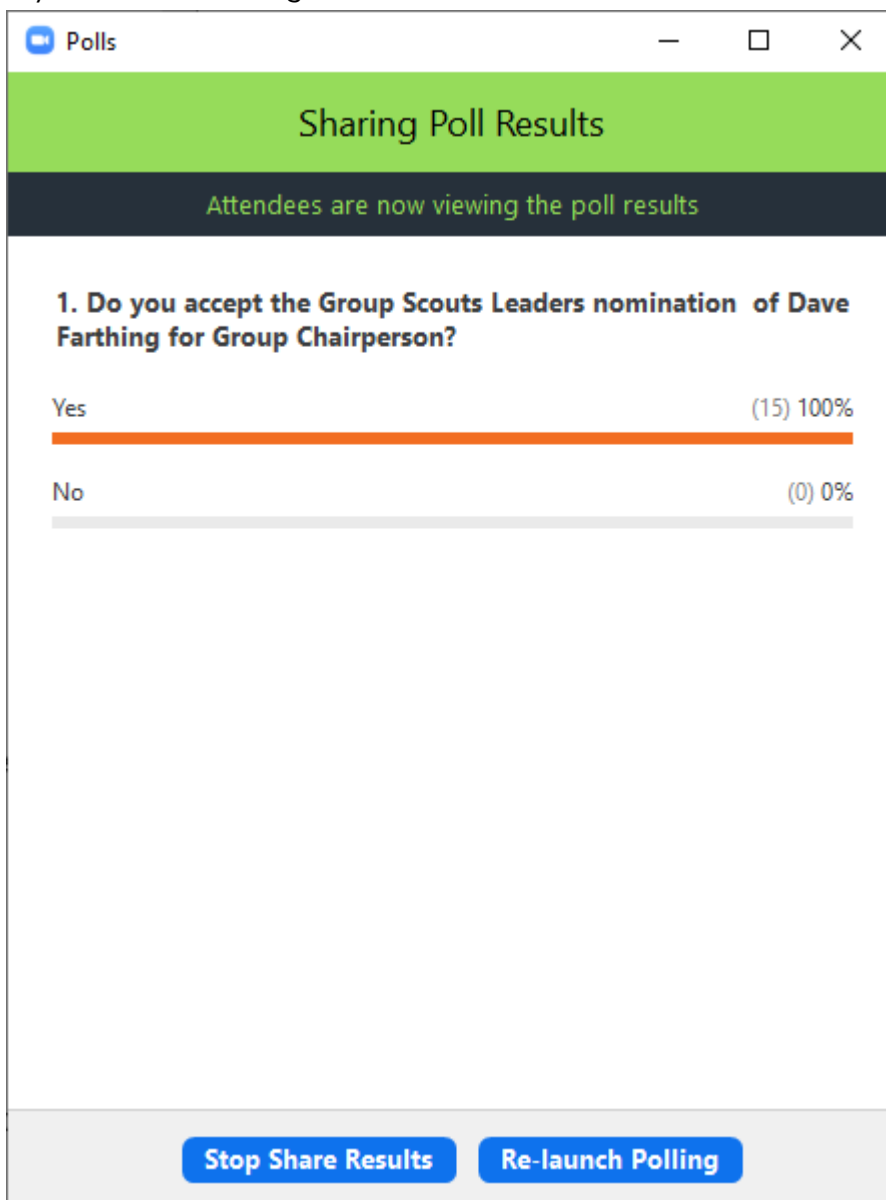 Polls
Sharing Poll Results
Attendees are now viewing the poll results
1. Do you accept the Group Scouts Leaders nomination  of Dave
Farthing for Group Chairperson?
Yes (15) 100%
No (0) 0%
Stop Share Results Re-launch Polling